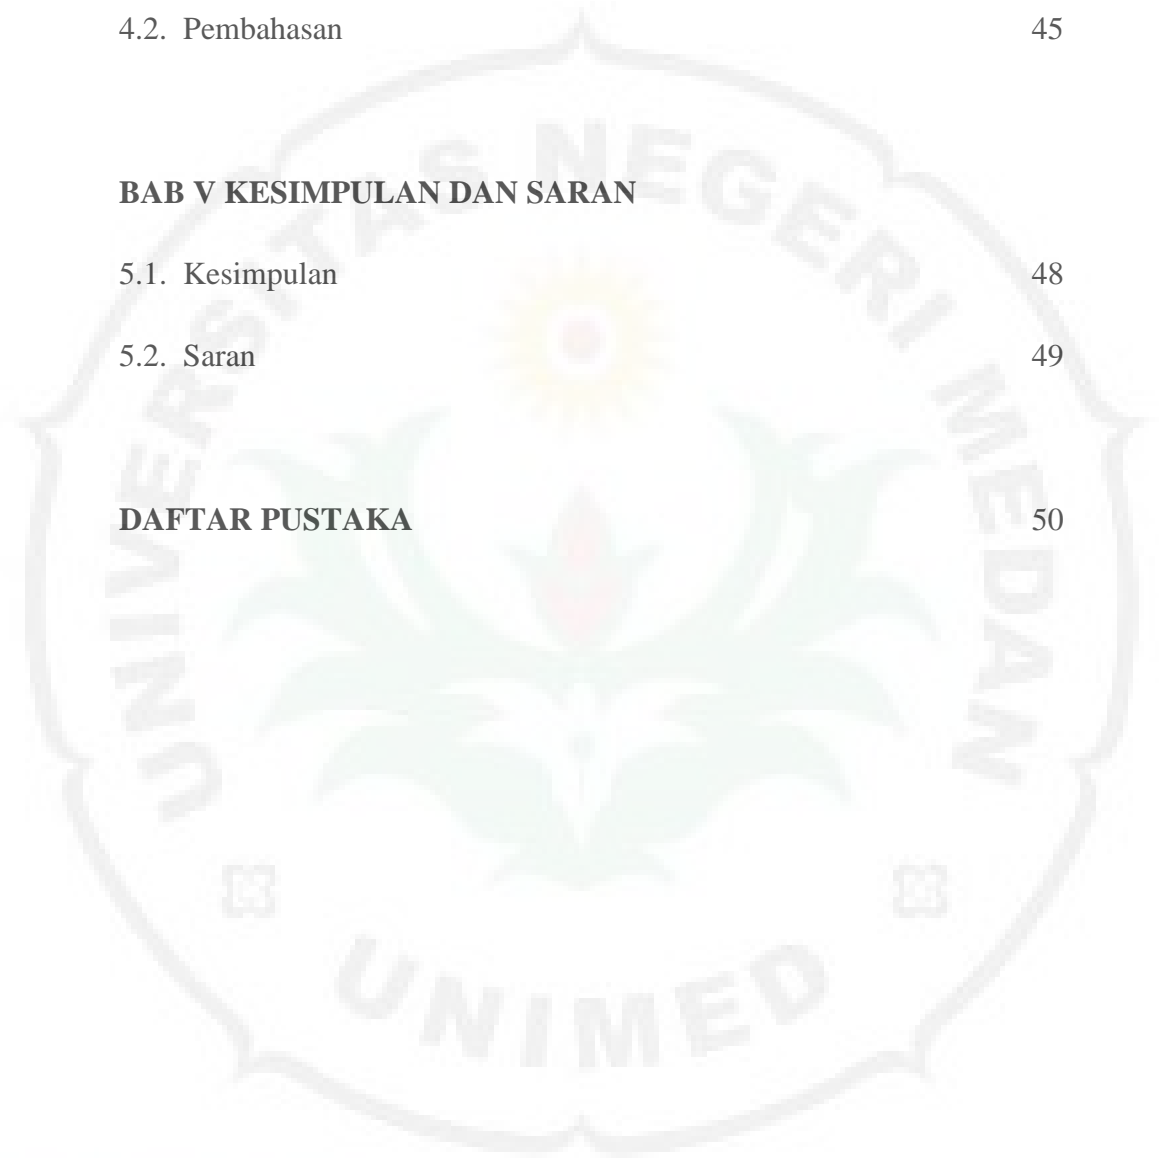 4.2. Pembahasan 45
BAB V KESIMPULAN DAN SARAN
5.1. Kesimpulan 48
5.2. Saran 49
DAFTAR PUSTAKA 50
UNIVERSITAS NEGERI MEDAN
UNIMED